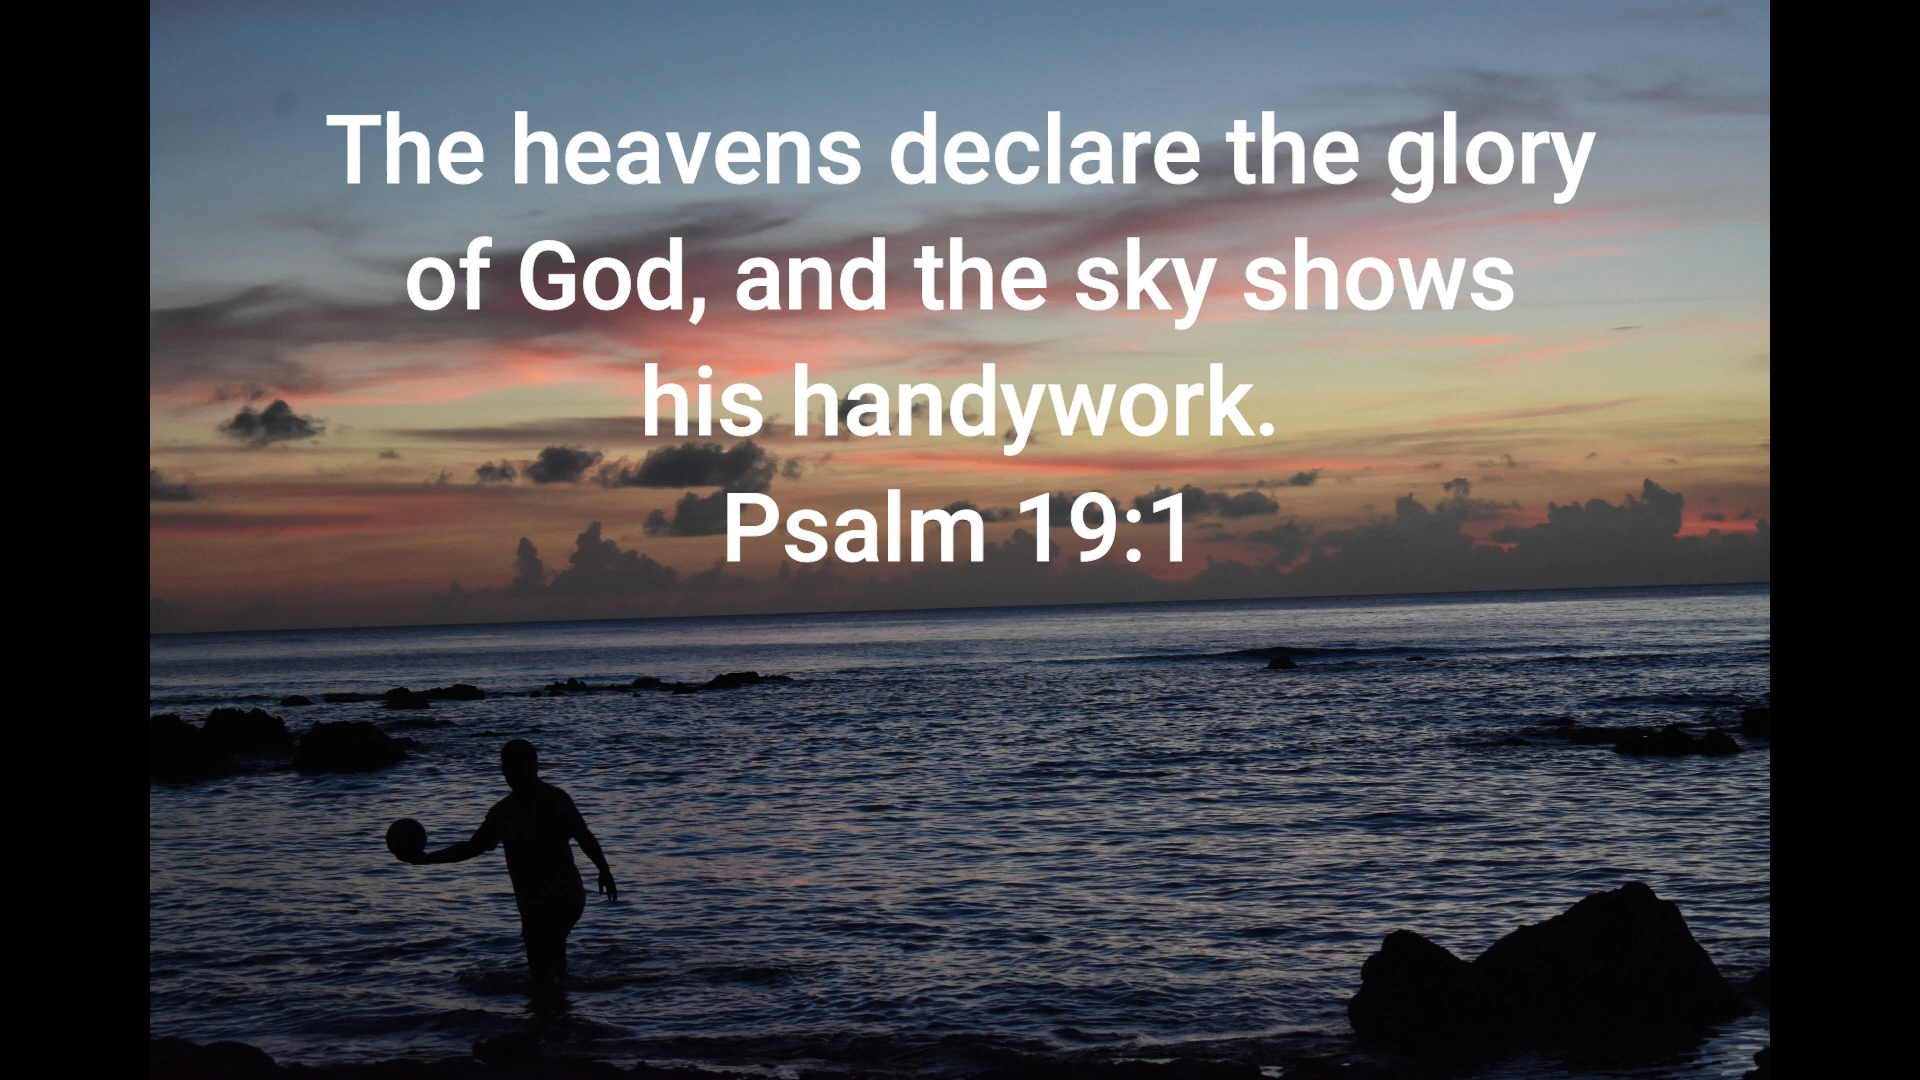 The heavens declare the glory
of God, and the sky shows
his handywork.
Psalm 19:1